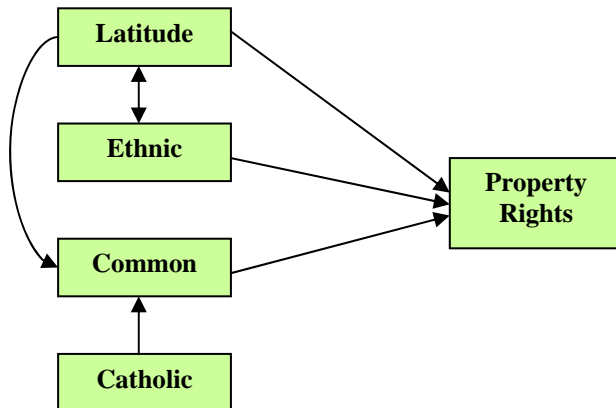 Latitude
Ethnic
Property
Rights
Common
Catholic